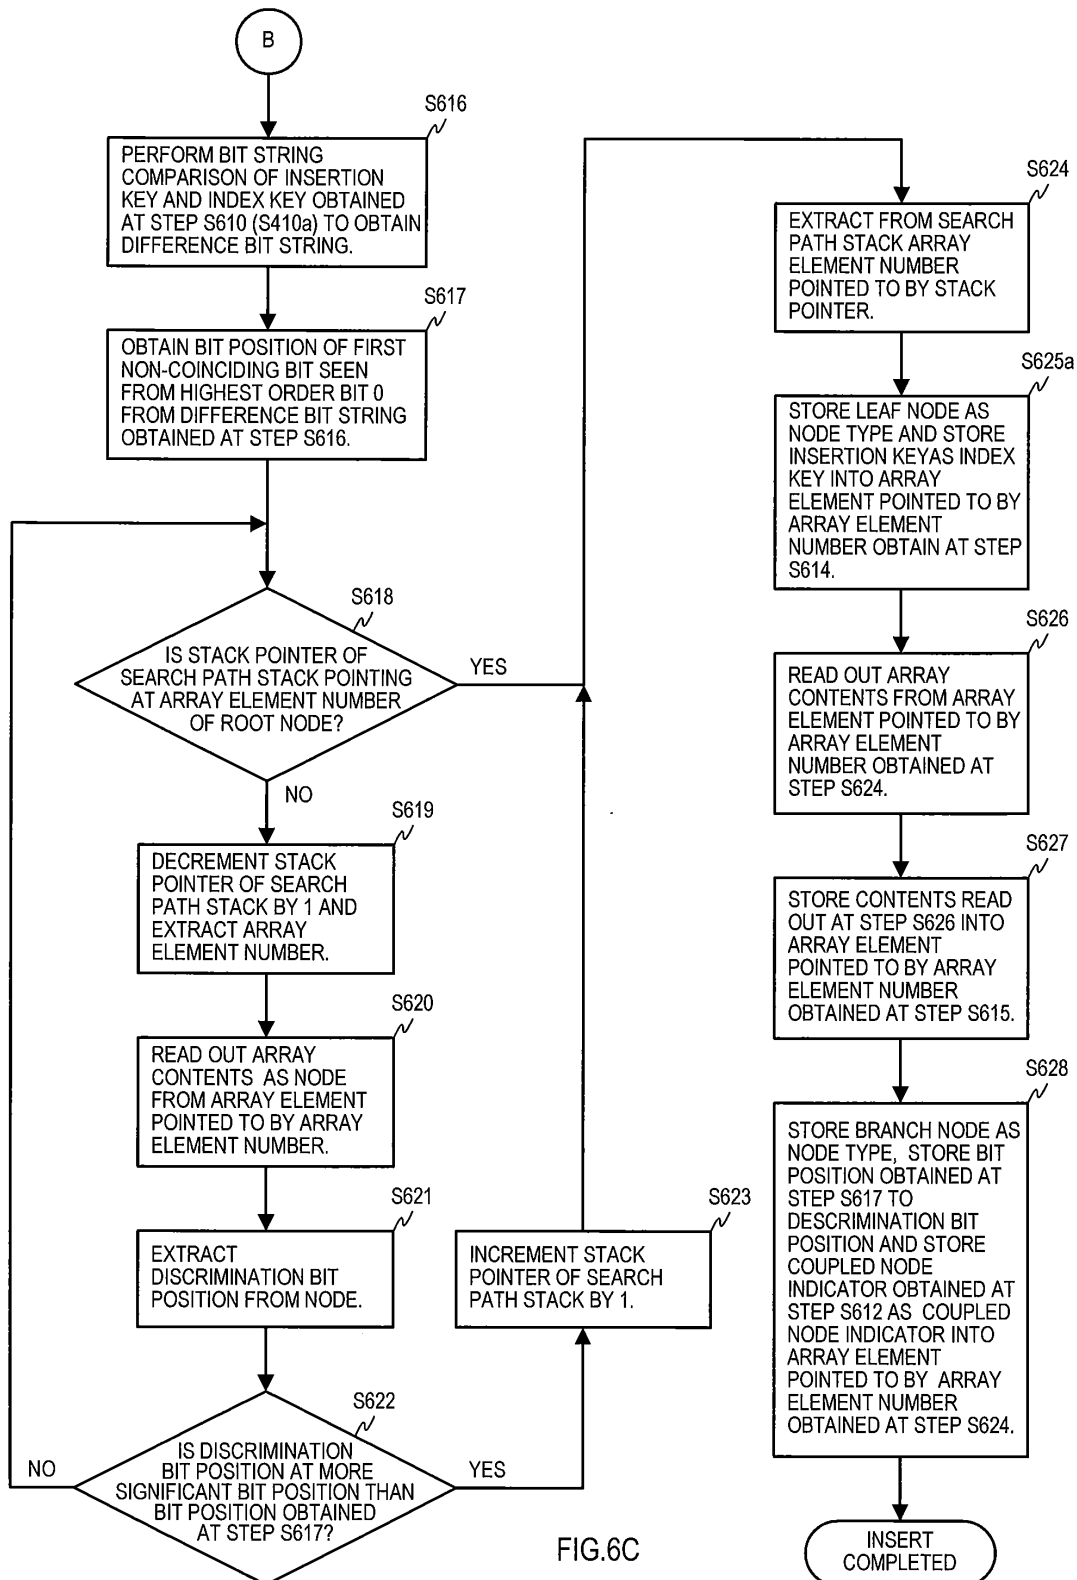 B
S616
PERFORM BIT STRING
COMPARISON OF INSERTION
KEY AND INDEX KEY OBTAINED
AT STEP S610 (S410a) TO OBTAIN
DIFFERENCE BIT STRING.
S617
OBTAIN BIT POSITION OF FIRST
NON-COINCIDING BIT SEEN
FROM HIGHEST ORDER BIT 0
FROM DIFFERENCE BIT STRING
OBTAINED AT STEP S616.
S618
IS STACK POINTER OF
SEARCH PATH STACK POINTING
AT ARRAY ELEMENT NUMBER
OF ROOT NODE?
YES
NO
S619
DECREMENT STACK
POINTER OF SEARCH
PATH STACK BY 1 AND
EXTRACT ARRAY
ELEMENT NUMBER.
S620
READ OUT ARRAY
CONTENTS AS NODE
FROM ARRAY ELEMENT
POINTED TO BY ARRAY
ELEMENT NUMBER.
S621
EXTRACT
DISCRIMINATION BIT
POSITION FROM NODE.
S622
IS DISCRIMINATION
BIT POSITION AT MORE
SIGNIFICANT BIT POSITION THAN
BIT POSITION OBTAINED
AT STEP S617?
NO
YES
S623
INCREMENT STACK
POINTER OF SEARCH
PATH STACK BY 1.
S624
EXTRACT FROM SEARCH
PATH STACK ARRAY
ELEMENT NUMBER
POINTED TO BY STACK
POINTER.
S625a
STORE LEAF NODE AS
NODE TYPE AND STORE
INSERTION KEYAS INDEX
KEY INTO ARRAY
ELEMENT POINTED TO BY
ARRAY ELEMENT
NUMBER OBTAIN AT STEP
S614.
S626
READ OUT ARRAY
CONTENTS FROM ARRAY
ELEMENT POINTED TO BY
ARRAY ELEMENT
NUMBER OBTAINED AT
STEP S624.
S627
STORE CONTENTS READ
OUT AT STEP S626 INTO
ARRAY ELEMENT
POINTED TO BY ARRAY
ELEMENT NUMBER
OBTAINED AT STEP S615.
S628
STORE BRANCH NODE AS
NODE TYPE, STORE BIT
POSITION OBTAINED AT
STEP S617 TO
DESCRIMINATION BIT
POSITION AND STORE
COUPLED NODE
INDICATOR OBTAINED AT
STEP S612 AS COUPLED
NODE INDICATOR INTO
ARRAY ELEMENT
POINTED TO BY ARRAY
ELEMENT NUMBER
OBTAINED AT STEP S624.
INSERT
COMPLETED
FIG.6C